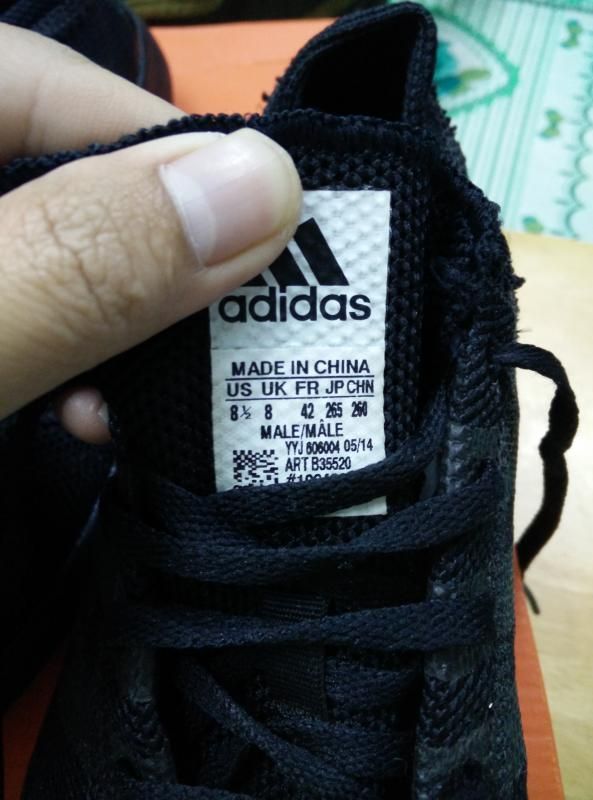 adidas
MADE IN CHINA
US UK FR JP CHN
8½ 8 42 265 260
MALE/MÂLE
YYJ 606004 05/14
ART B35520